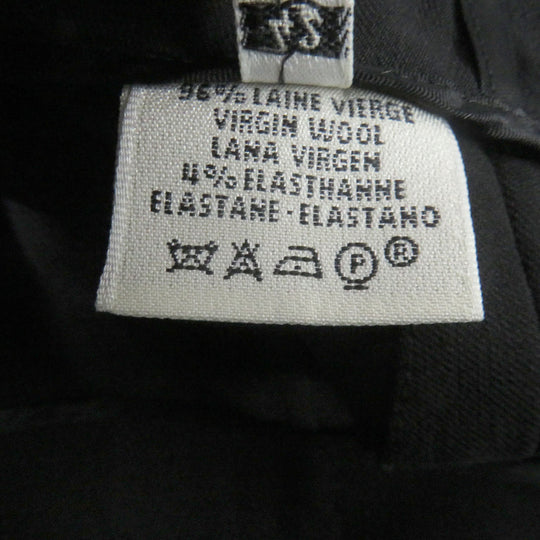 96% LAINE VIERGE
VIRGIN WOOL
LANA VIRGEN
4% ELASTHANNE
ELASTANE - ELASTANO
P ®